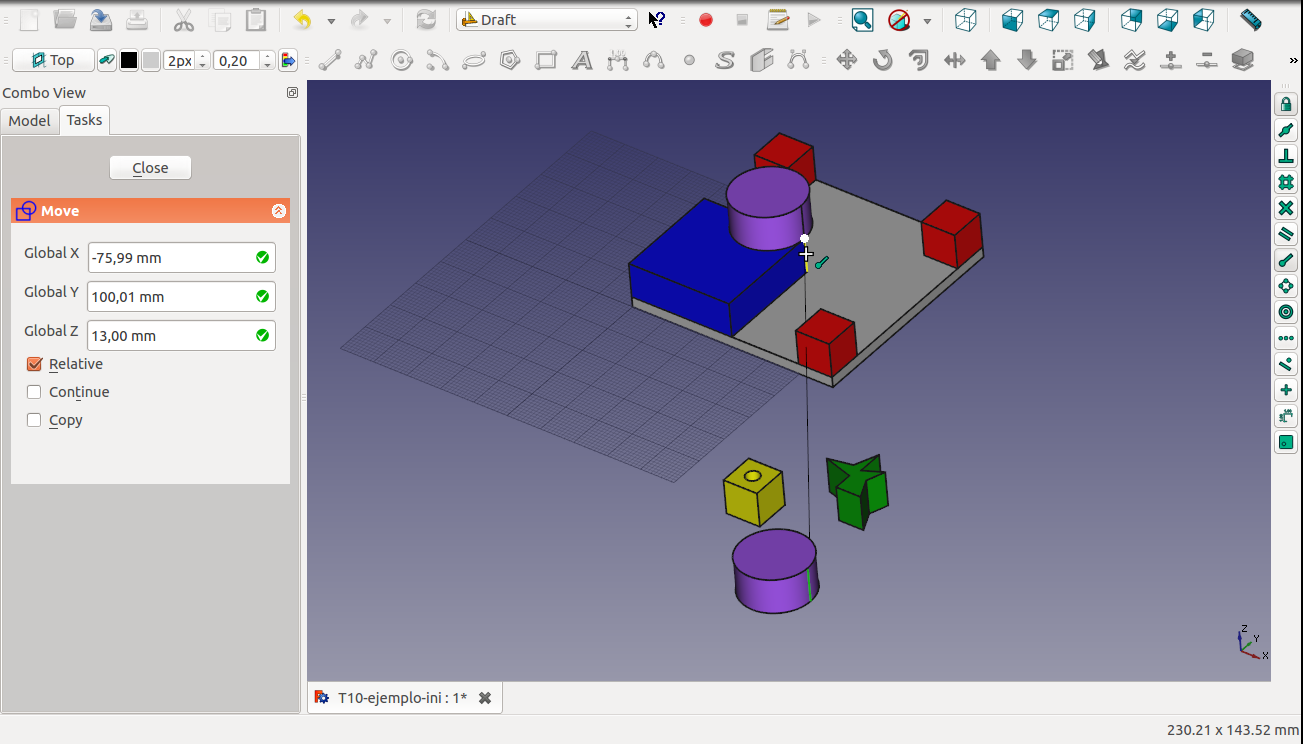 Draft
Top
2px
0,20
Combo View
Model
Tasks
Close
Move
Global X
-75,99 mm
Global Y
100,01 mm
Global Z
13,00 mm
Relative
Continue
Copy
Z
Y
X
T10-ejemplo-ini : 1*
230.21 x 143.52 mm